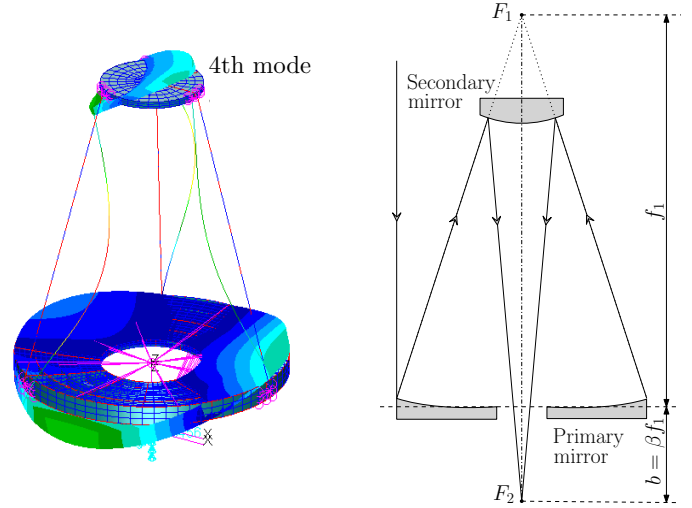 4th mode
Z
X
X
F₁
Secondary
mirror
f₁
Primary
mirror
b = βf₁
F₂